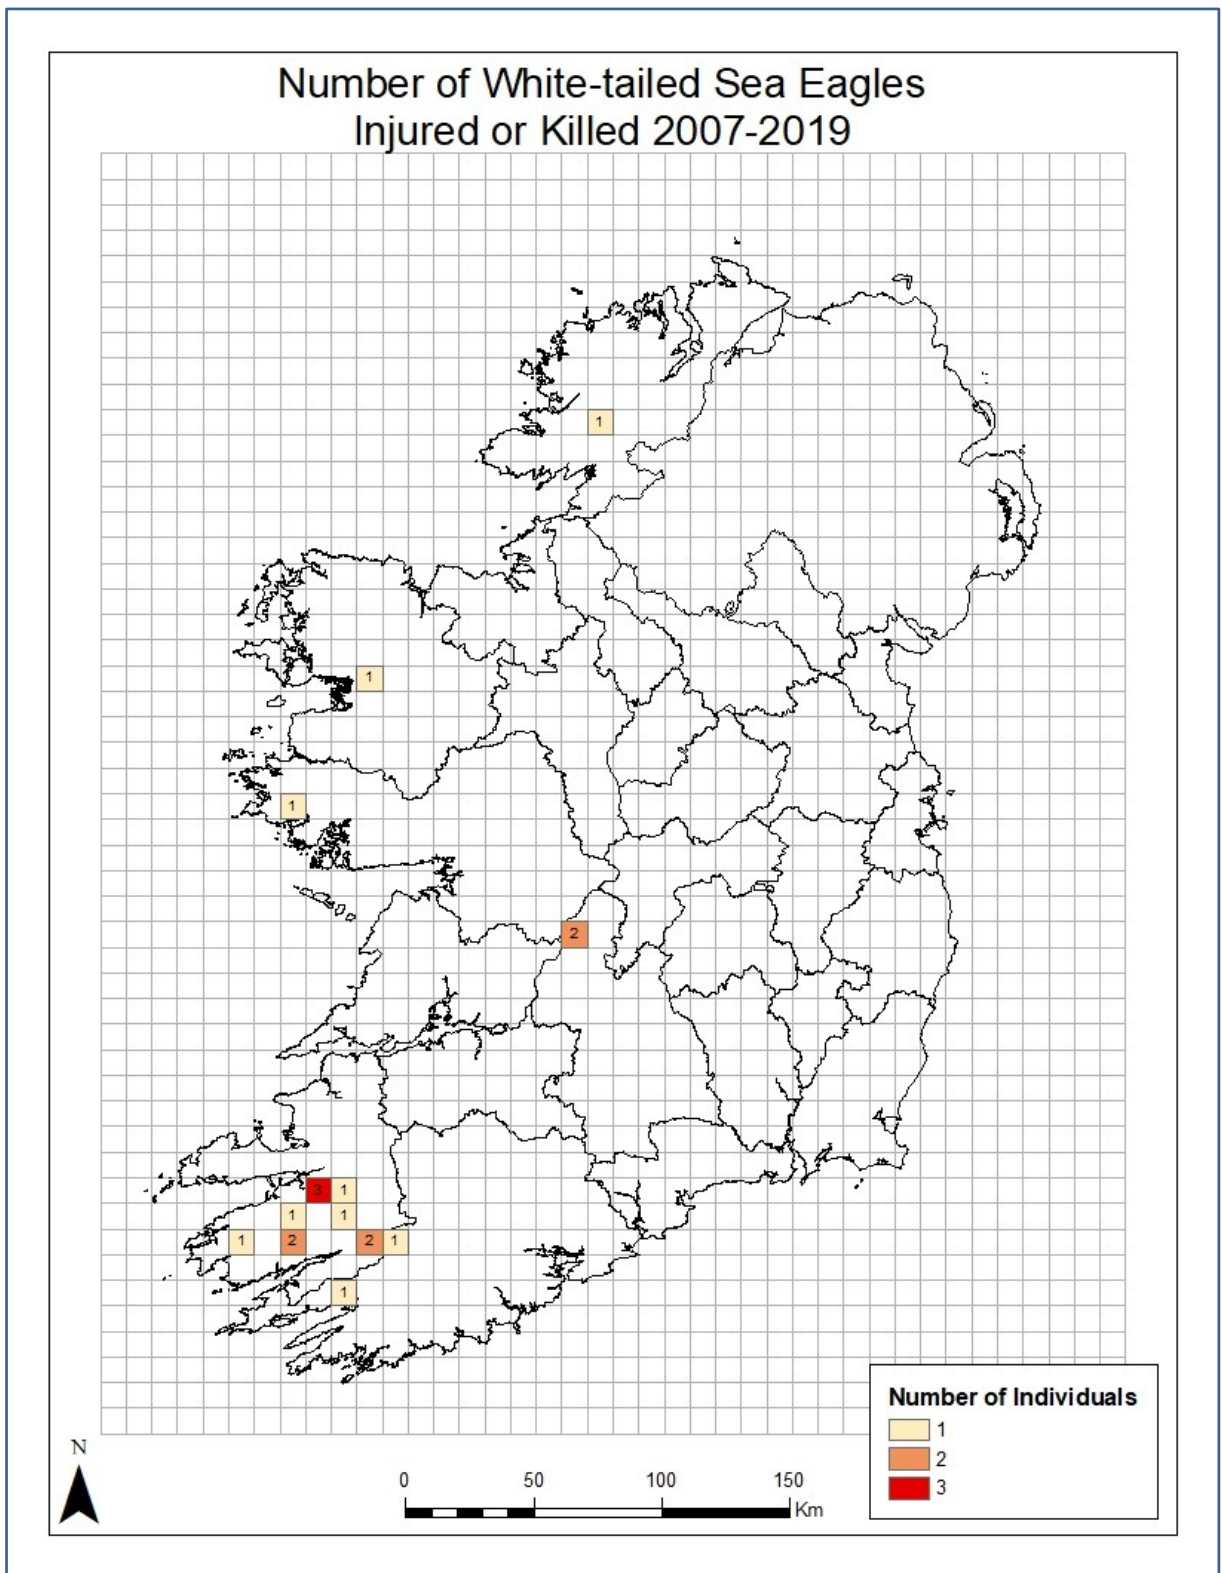 Number of White-tailed Sea Eagles
Injured or Killed 2007-2019
1
1
1
2
3 1
1 1
1 2 2 1
1
Number of Individuals
1
2
3
N
0 50 100 150
Km